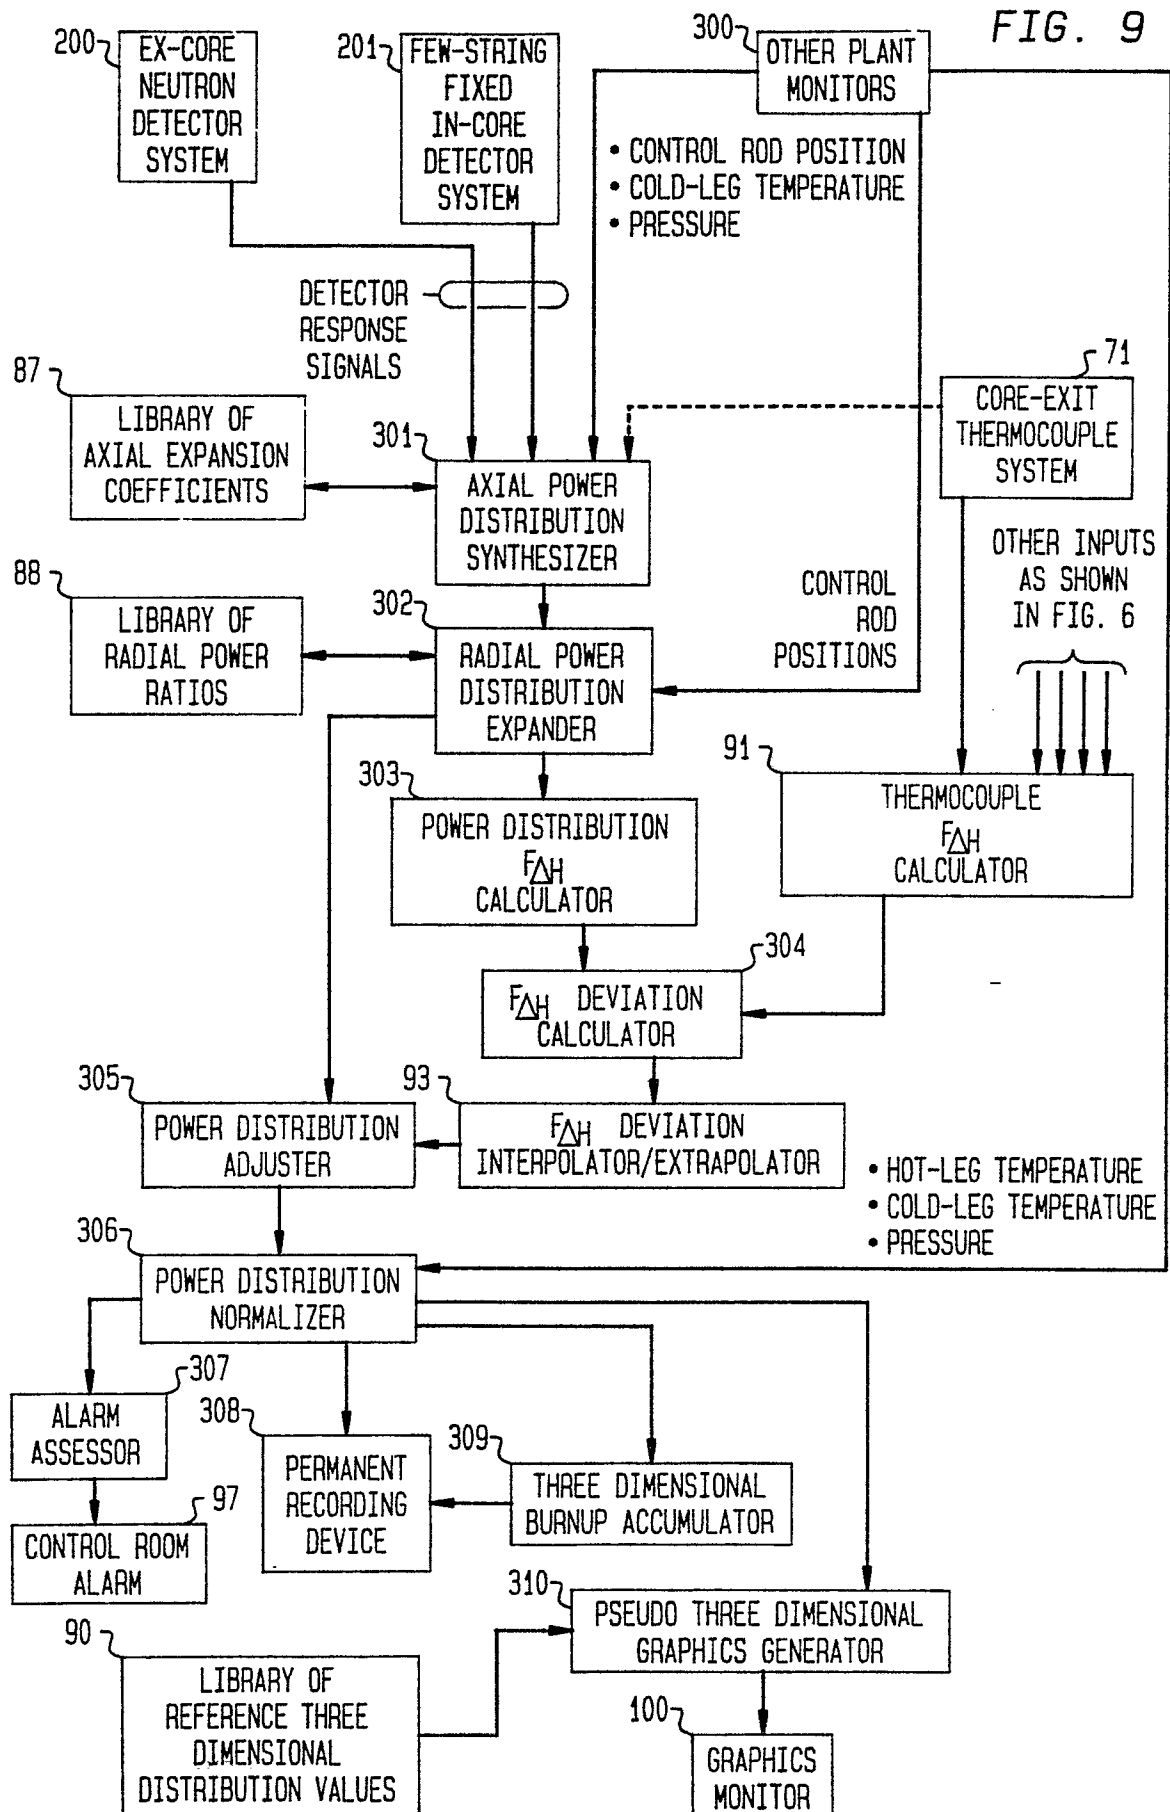 FIG. 9
200
EX-CORE
NEUTRON
DETECTOR
SYSTEM
201
FEW-STRING
FIXED
IN-CORE
DETECTOR
SYSTEM
300
OTHER PLANT
MONITORS
• CONTROL ROD POSITION
• COLD-LEG TEMPERATURE
• PRESSURE
DETECTOR
RESPONSE
SIGNALS
87
LIBRARY OF
AXIAL EXPANSION
COEFFICIENTS
301
AXIAL POWER
DISTRIBUTION
SYNTHESIZER
71
CORE-EXIT
THERMOCOUPLE
SYSTEM
OTHER INPUTS
AS SHOWN
IN FIG. 6
88
LIBRARY OF
RADIAL POWER
RATIOS
302
RADIAL POWER
DISTRIBUTION
EXPANDER
CONTROL
ROD
POSITIONS
303
POWER DISTRIBUTION
FΔH
CALCULATOR
91
THERMOCOUPLE
FΔH
CALCULATOR
304
FΔH DEVIATION
CALCULATOR
305
POWER DISTRIBUTION
ADJUSTER
93
FΔH DEVIATION
INTERPOLATOR/EXTRAPOLATOR
• HOT-LEG TEMPERATURE
• COLD-LEG TEMPERATURE
• PRESSURE
306
POWER DISTRIBUTION
NORMALIZER
307
ALARM
ASSESSOR
97
CONTROL ROOM
ALARM
308
PERMANENT
RECORDING
DEVICE
309
THREE DIMENSIONAL
BURNUP ACCUMULATOR
310
PSEUDO THREE DIMENSIONAL
GRAPHICS GENERATOR
90
LIBRARY OF
REFERENCE THREE
DIMENSIONAL
DISTRIBUTION VALUES
100
GRAPHICS
MONITOR